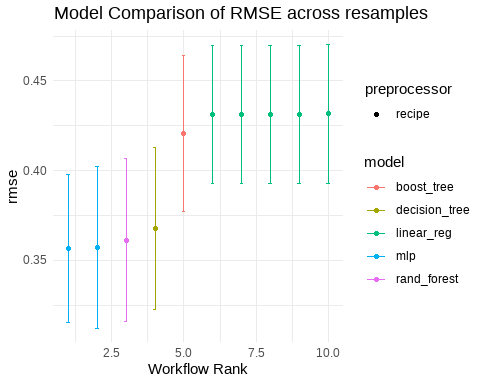 Model Comparison of RMSE across resamples
rmse
0.45
0.40
0.35
2.5
5.0
7.5
10.0
Workflow Rank
preprocessor
recipe
model
boost_tree
decision_tree
linear_reg
mlp
rand_forest